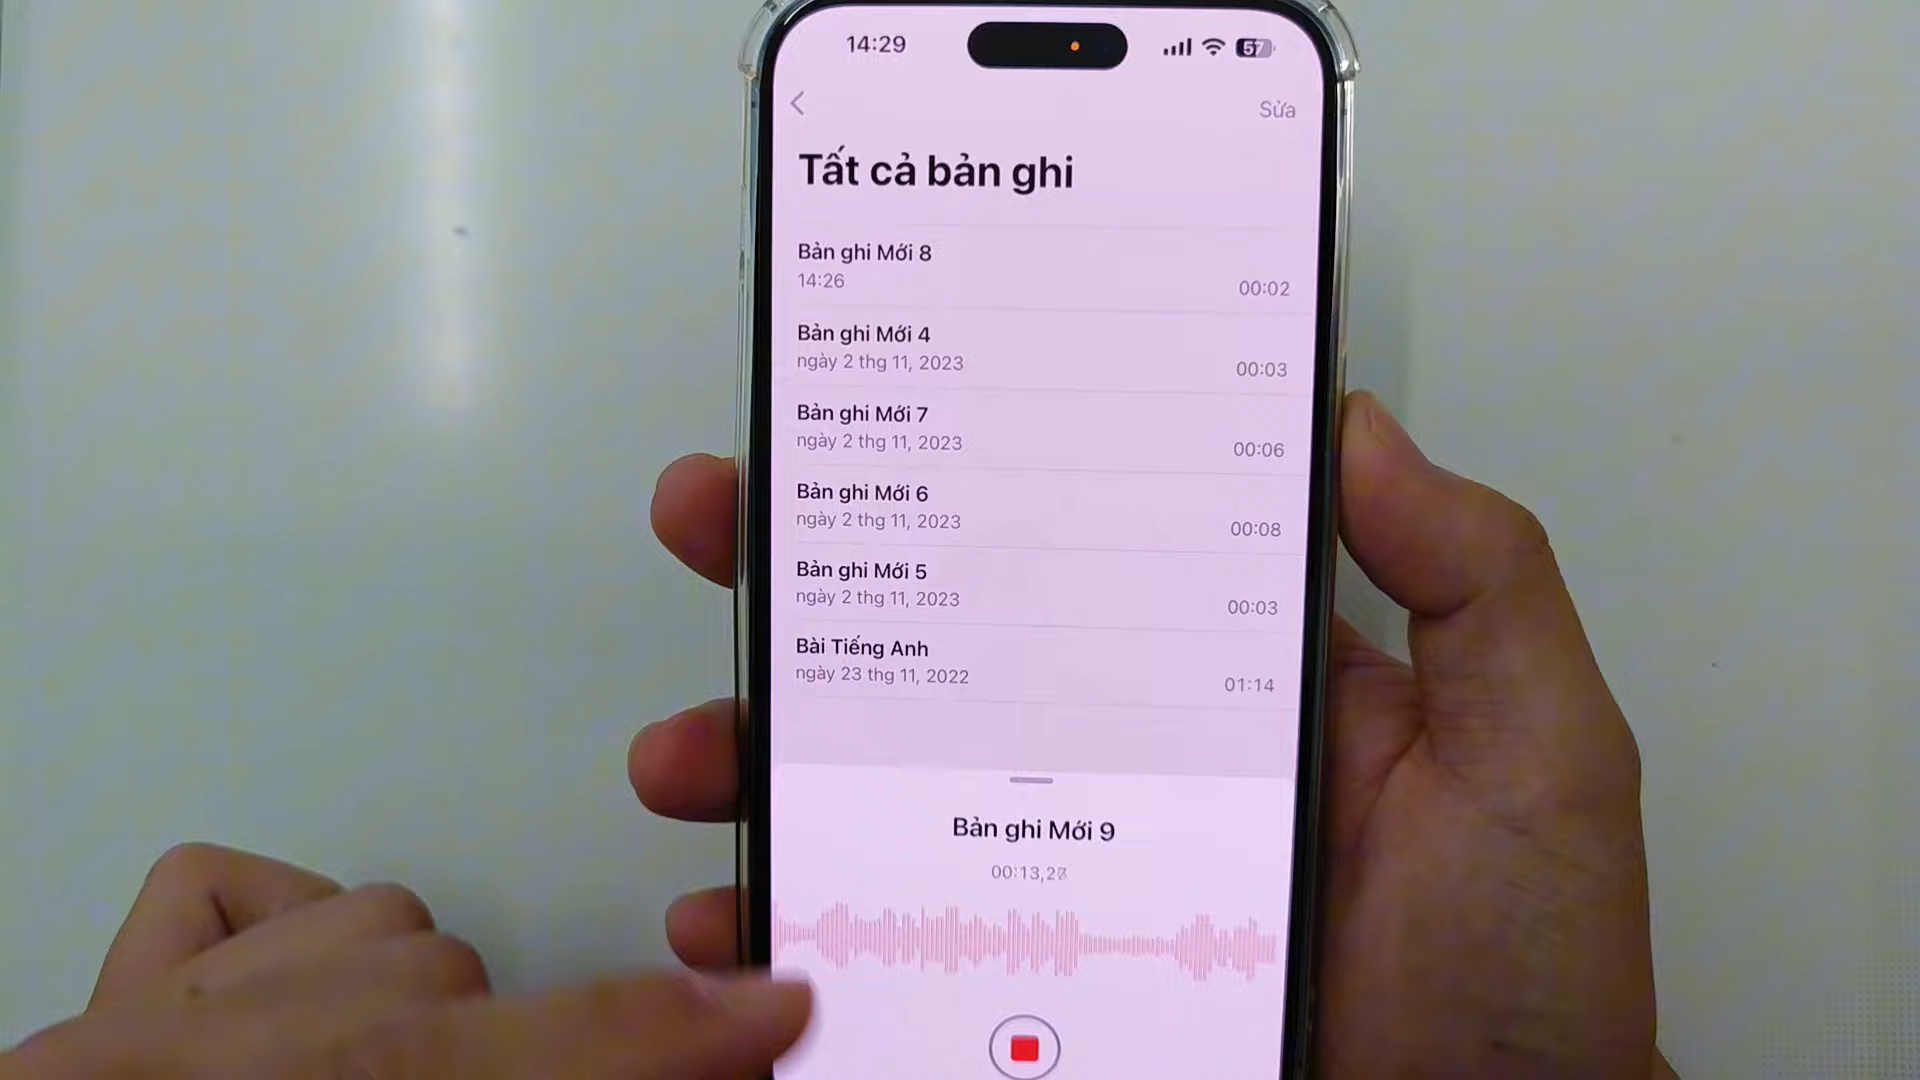 14:29
57
Sửa
Tất cả bản ghi
Bản ghi Mới 8
14:26
00:02
Bản ghi Mới 4
ngày 2 thg 11, 2023
00:03
Bản ghi Mới 7
ngày 2 thg 11, 2023
00:06
Bản ghi Mới 6
ngày 2 thg 11, 2023
00:08
Bản ghi Mới 5
ngày 2 thg 11, 2023
00:03
Bài Tiếng Anh
ngày 23 thg 11, 2022
01:14
Bản ghi Mới 9